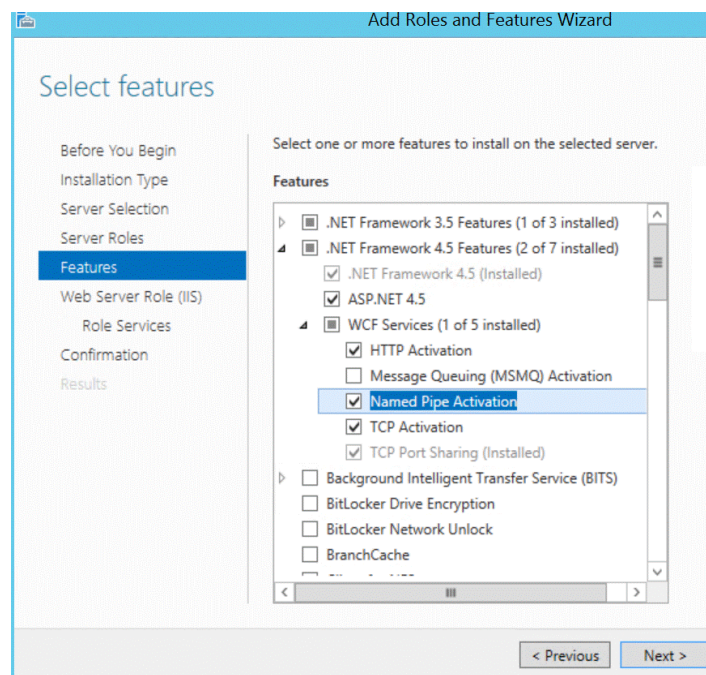 Add Roles and Features Wizard
Select features
Before You Begin
Installation Type
Server Selection
Server Roles
Features
Web Server Role (IIS)
Role Services
Confirmation
Results
Select one or more features to install on the selected server.
Features
.NET Framework 3.5 Features (1 of 3 installed)
.NET Framework 4.5 Features (2 of 7 installed)
.NET Framework 4.5 (Installed)
ASP.NET 4.5
WCF Services (1 of 5 installed)
HTTP Activation
Message Queuing (MSMQ) Activation
Named Pipe Activation
TCP Activation
TCP Port Sharing (Installed)
Background Intelligent Transfer Service (BITS)
BitLocker Drive Encryption
BitLocker Network Unlock
BranchCache
< Previous
Next >